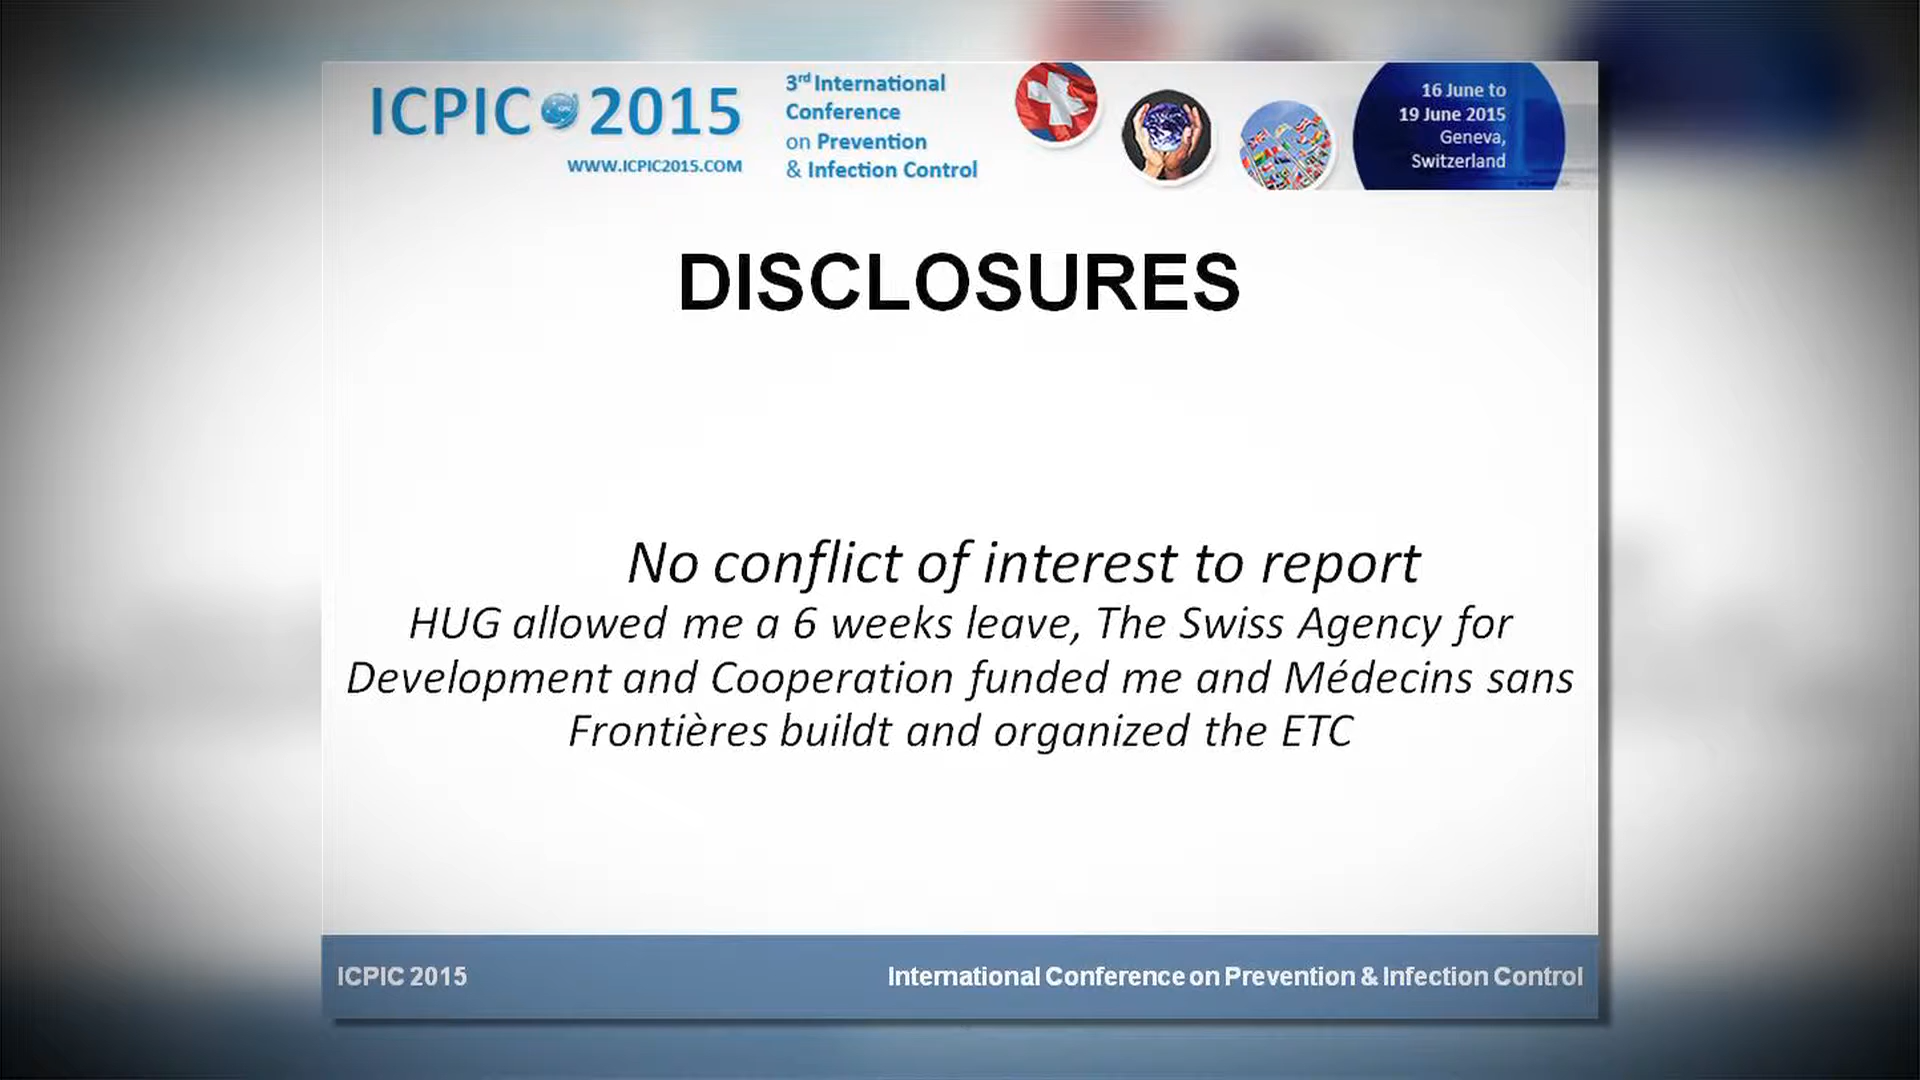 ICPIC 2015
WWW.ICPIC2015.COM
3rd International
Conference
on Prevention
& Infection Control
16 June to
19 June 2015
Geneva,
Switzerland
DISCLOSURES
No conflict of interest to report
HUG allowed me a 6 weeks leave, The Swiss Agency for
Development and Cooperation funded me and Médecins sans
Frontières buildt and organized the ETC
ICPIC 2015
International Conference on Prevention & Infection Control